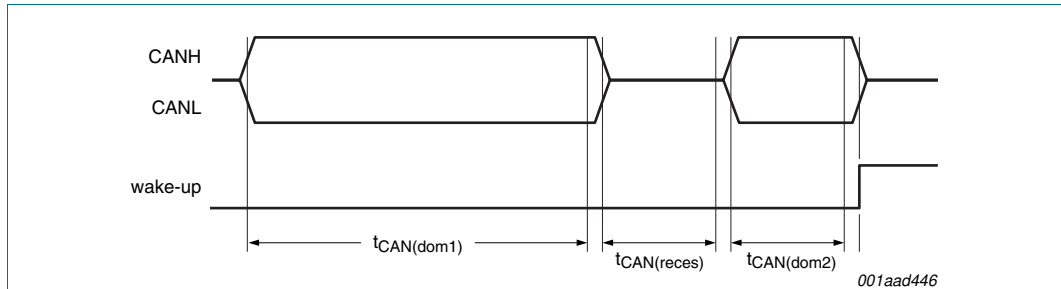 CANH
CANL
wake-up
tCAN(dom1)
tCAN(reces)
tCAN(dom2)
001aad446